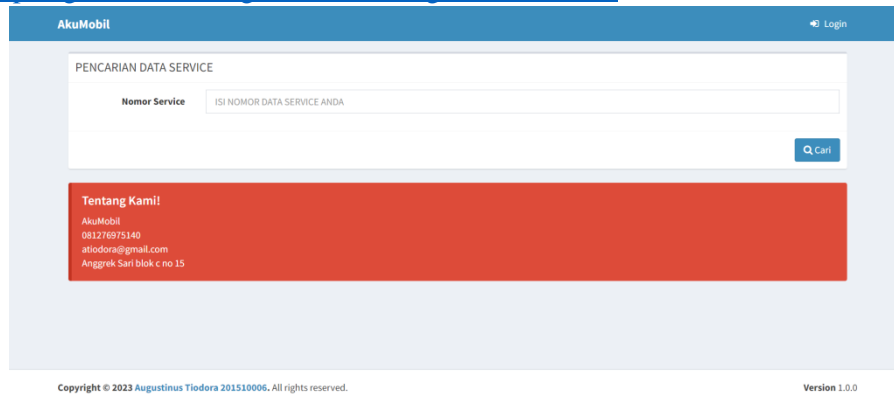 AkuMobil
Login
PENCARIAN DATA SERVICE
Nomor Service
ISI NOMOR DATA SERVICE ANDA
Cari
Tentang Kami!
AkuMobil
081276975140
atiodora@gmail.com
Anggrek Sari blok c no 15
Copyright © 2023 Augustinus Tiodora 201510006. All rights reserved.
Version 1.0.0